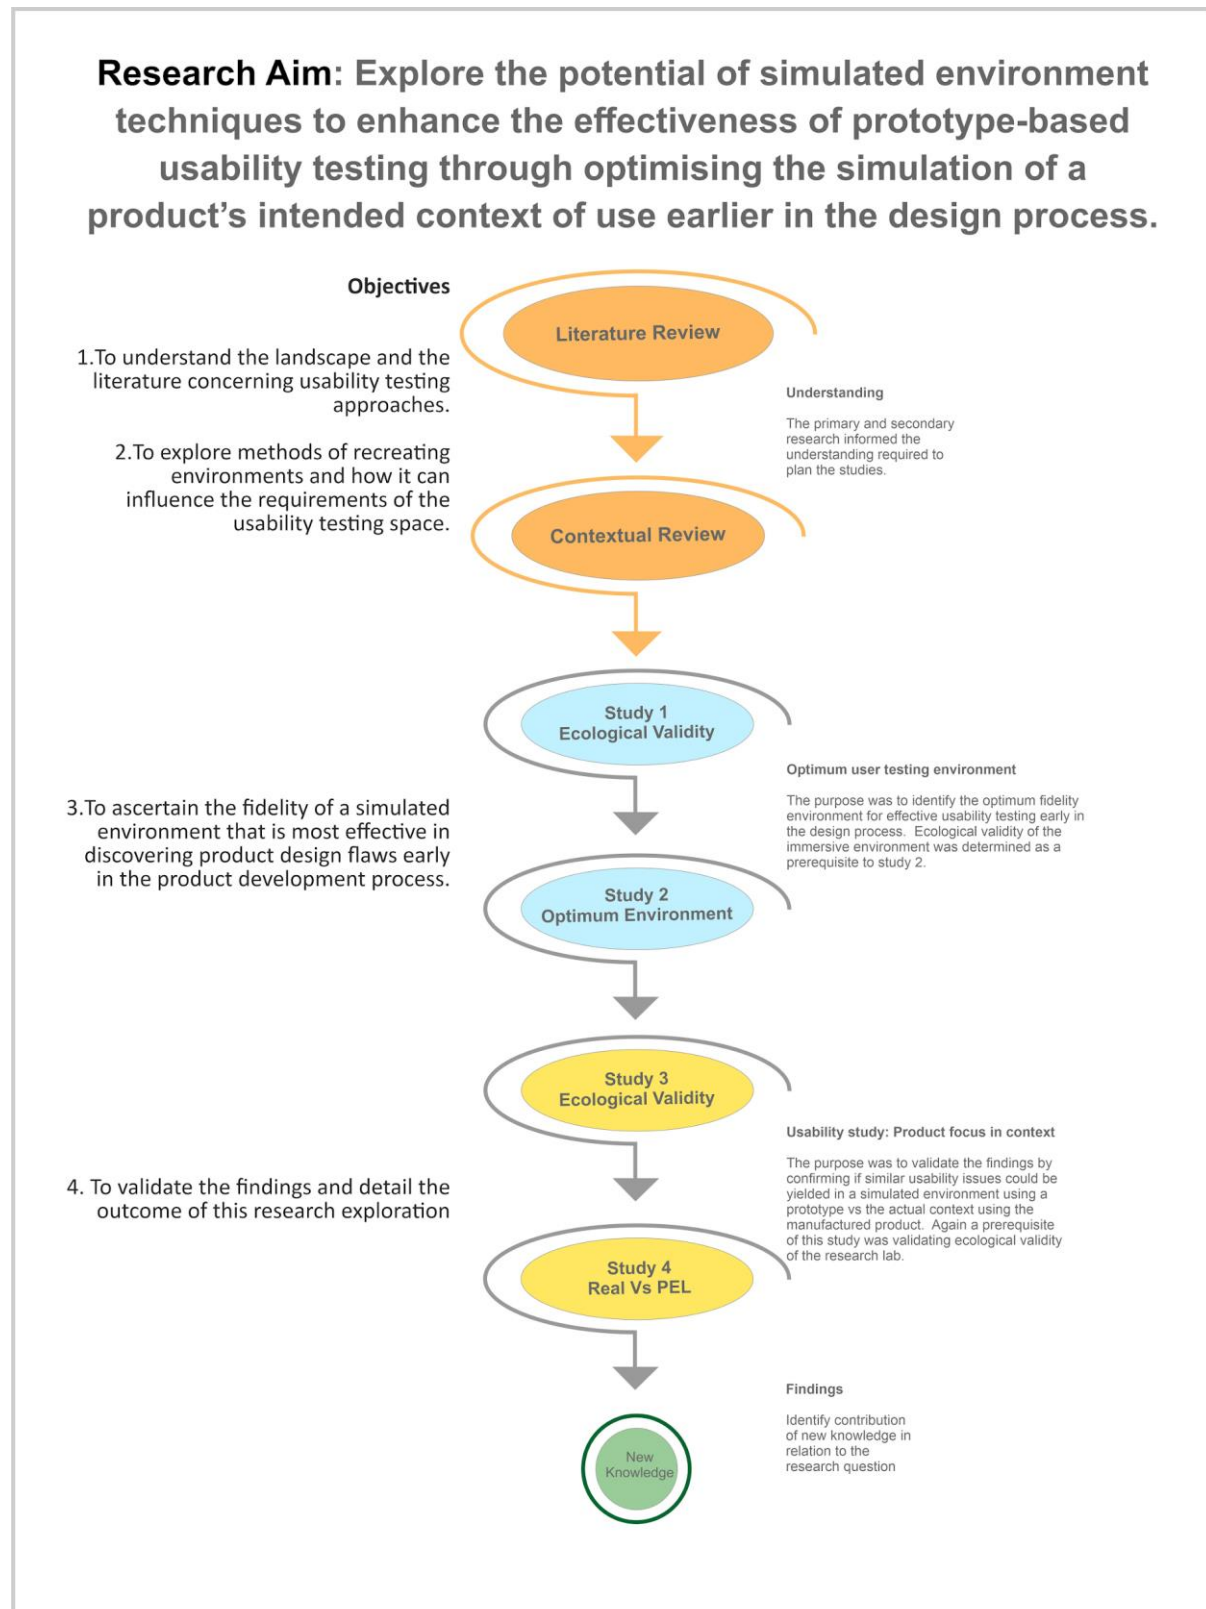 Research Aim: Explore the potential of simulated environment
techniques to enhance the effectiveness of prototype-based
usability testing through optimising the simulation of a
product's intended context of use earlier in the design process.
Objectives
1.To understand the landscape and the
literature concerning usability testing
approaches.
2.To explore methods of recreating
environments and how it can
influence the requirements of the
usability testing space.
Literature Review
Understanding
The primary and secondary
research informed the
understanding required to
plan the studies.
Contextual Review
Study 1
Ecological Validity
3.To ascertain the fidelity of a simulated
environment that is most effective in
discovering product design flaws early
in the product development process.
Optimum user testing environment
The purpose was to identify the optimum fidelity
environment for effective usability testing early in
the design process.  Ecological validity of the
immersive environment was determined as a
prerequisite to study 2.
Study 2
Optimum Environment
Study 3
Ecological Validity
4. To validate the findings and detail the
outcome of this research exploration
Usability study: Product focus in context
The purpose was to validate the findings by
confirming if similar usability issues could be
yielded in a simulated environment using a
prototype vs the actual context using the
manufactured product.  Again a prerequisite
of this study was validating ecological validity
of the research lab.
Study 4
Real Vs PEL
Findings
Identify contribution
of new knowledge in
relation to the
research question
New
Knowledge